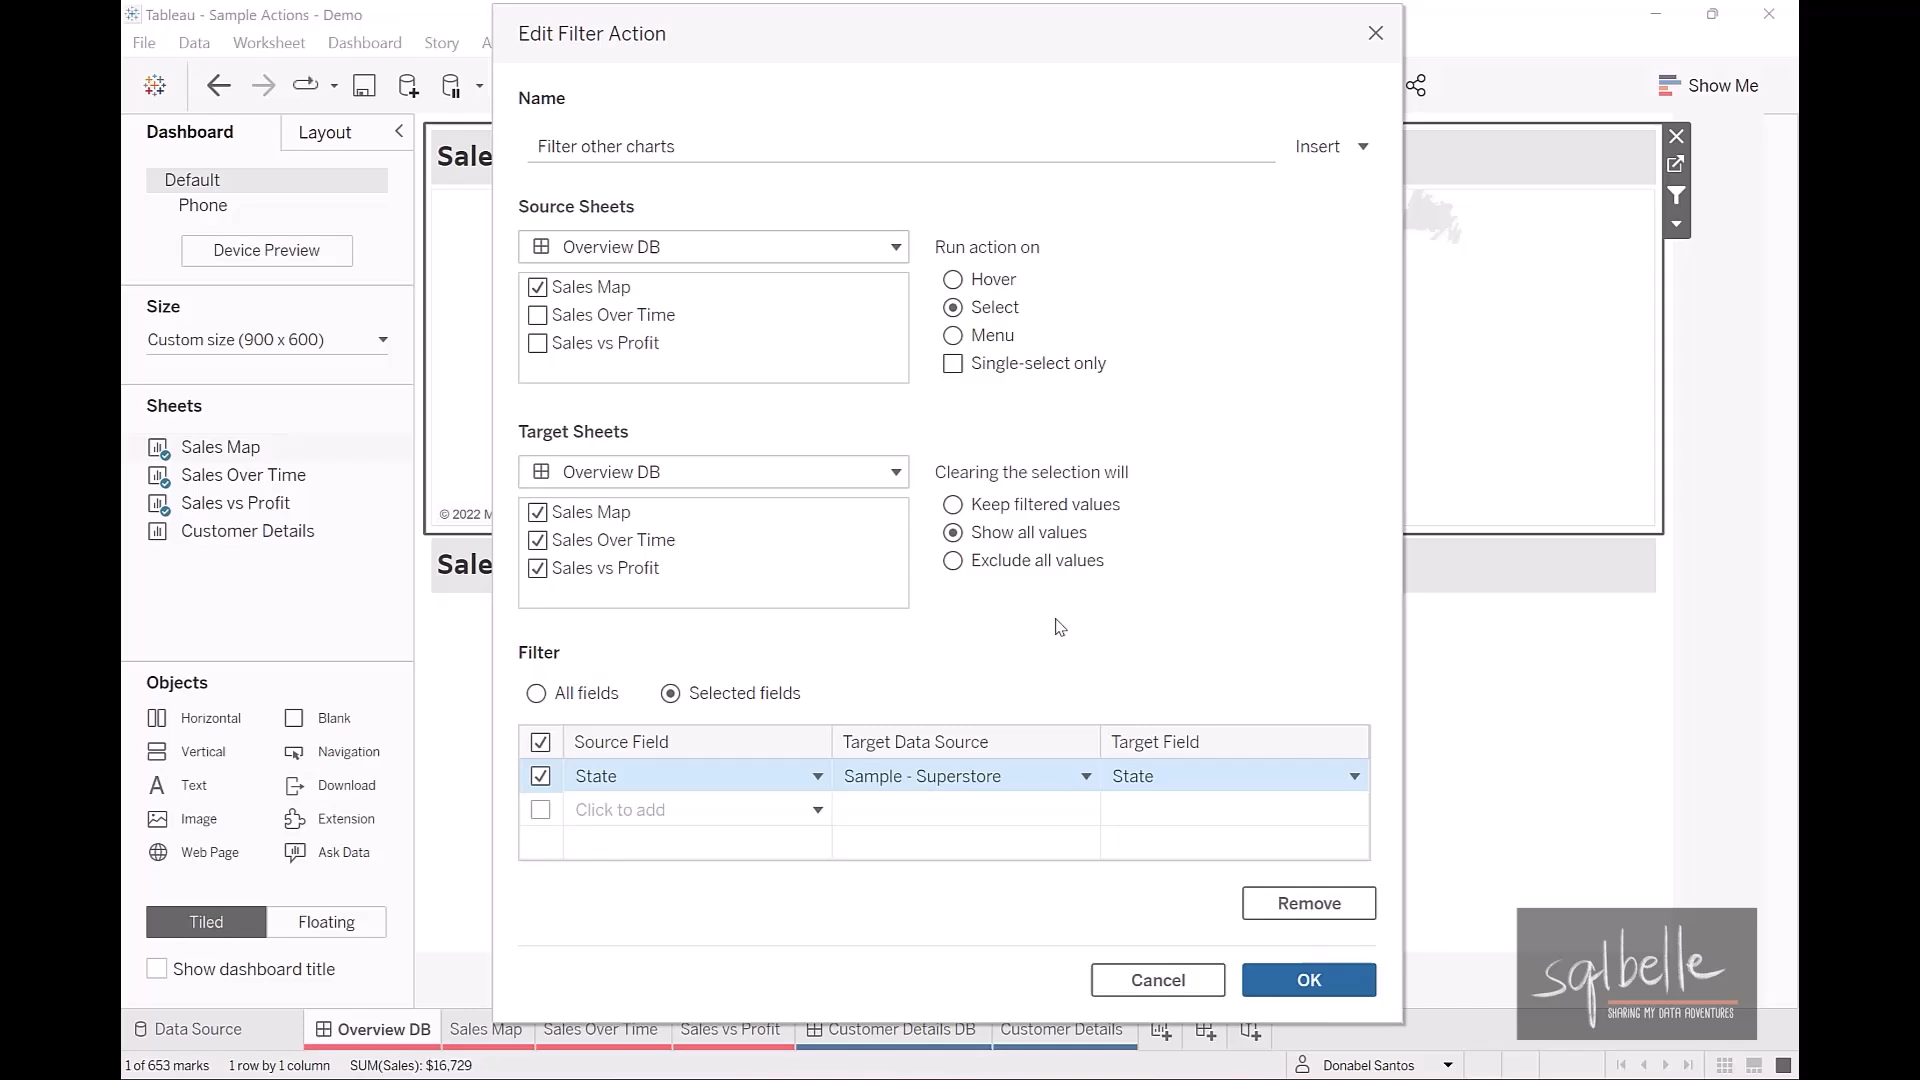 Tableau - Sample Actions - Demo
File Data Worksheet Dashboard Story A
Show Me
Dashboard Layout
Default
Phone
Device Preview
Size
Custom size (900 x 600)
Sheets
Sales Map
Sales Over Time
Sales vs Profit
Customer Details
Objects
Horizontal Blank
Vertical Navigation
Text Download
Image Extension
Web Page Ask Data
Tiled Floating
Show dashboard title
Sale
© 2022 M
Sale
Edit Filter Action
Name
Filter other charts Insert
Source Sheets
Overview DB
Sales Map
Sales Over Time
Sales vs Profit
Run action on
Hover
Select
Menu
Single-select only
Target Sheets
Overview DB
Sales Map
Sales Over Time
Sales vs Profit
Clearing the selection will
Keep filtered values
Show all values
Exclude all values
Filter
All fields Selected fields
Source Field Target Data Source Target Field
State Sample - Superstore State
Click to add
Remove
Cancel OK
sqlbelle
SHARING MY DATA ADVENTURES
Data Source Overview DB Sales Map Sales Over Time Sales vs Profit Customer Details DB Customer Details
1 of 653 marks 1 row by 1 column SUM(Sales): $16,729 Donabel Santos